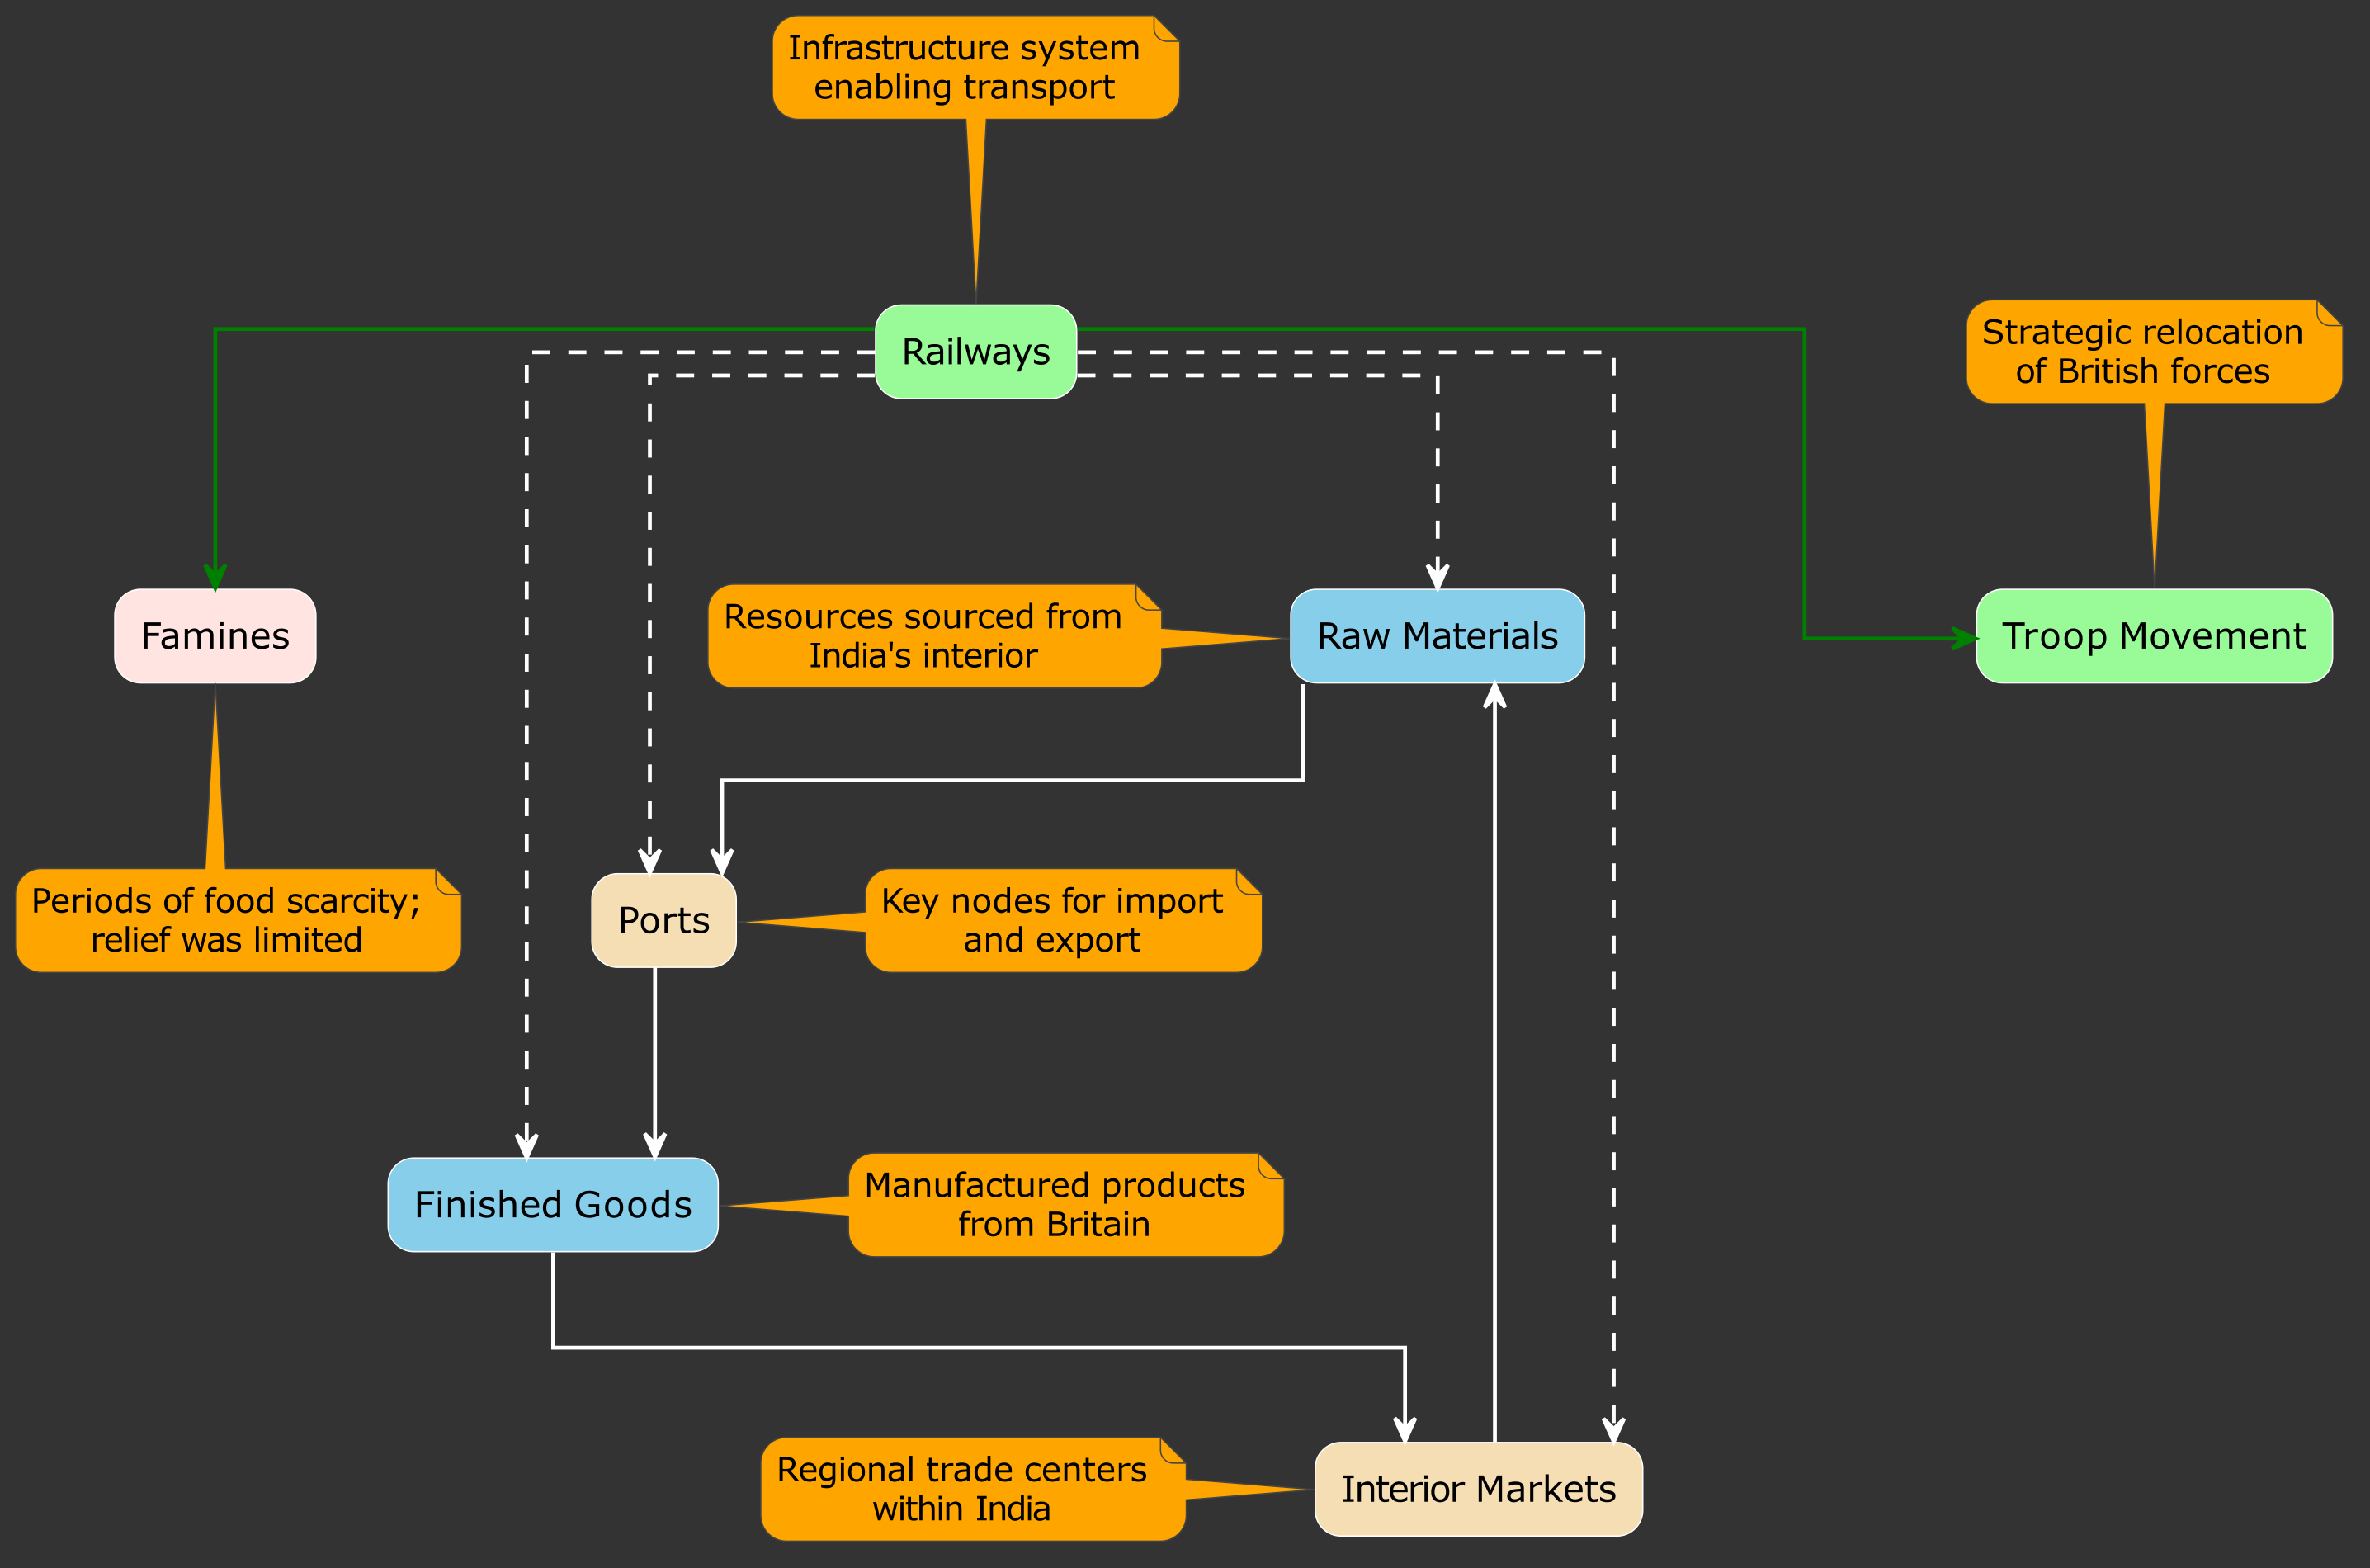 Infrastructure system
enabling transport
Railways
Strategic relocation
of British forces
Famines
Resources sourced from
India's interior
Raw Materials
Troop Movement
Periods of food scarcity;
relief was limited
Ports
Key nodes for import
and export
Finished Goods
Manufactured products
from Britain
Regional trade centers
within India
Interior Markets